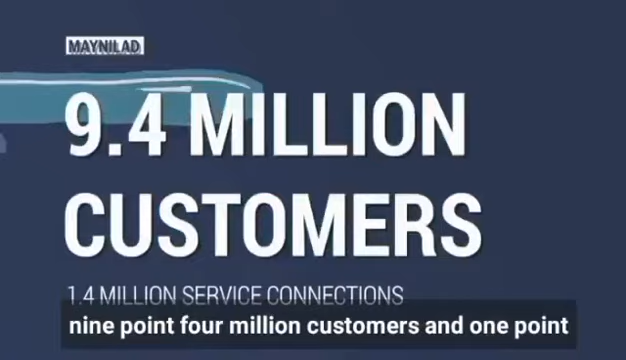 MAYNILAD
9.4 MILLION
CUSTOMERS
1.4 MILLION SERVICE CONNECTIONS
nine point four million customers and one point